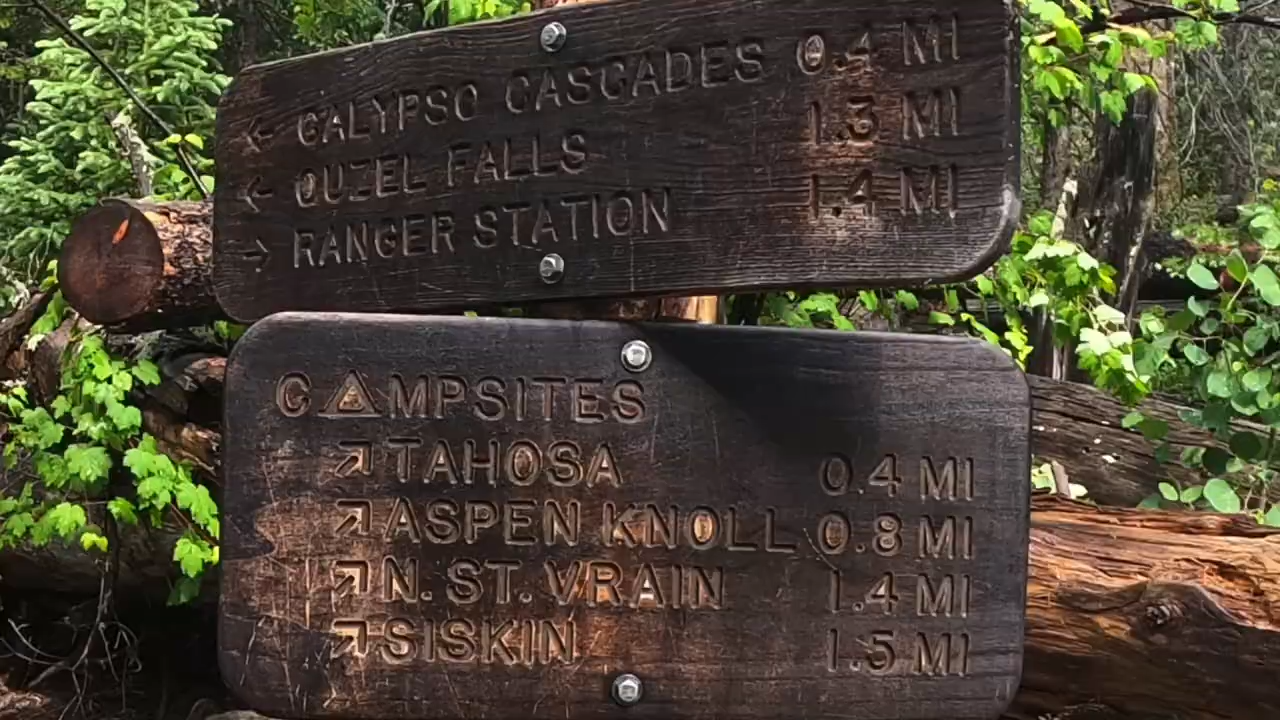 ← CALYPSO CASCADES 0.4 MI
← OUZEL FALLS 1.3 MI
→ RANGER STATION 1.4 MI
CAMPSITES
↗ TAHOSA 0.4 MI
↗ ASPEN KNOLL 0.8 MI
↗ N. ST. VRAIN 1.4 MI
↗ SISKIN 1.5 MI